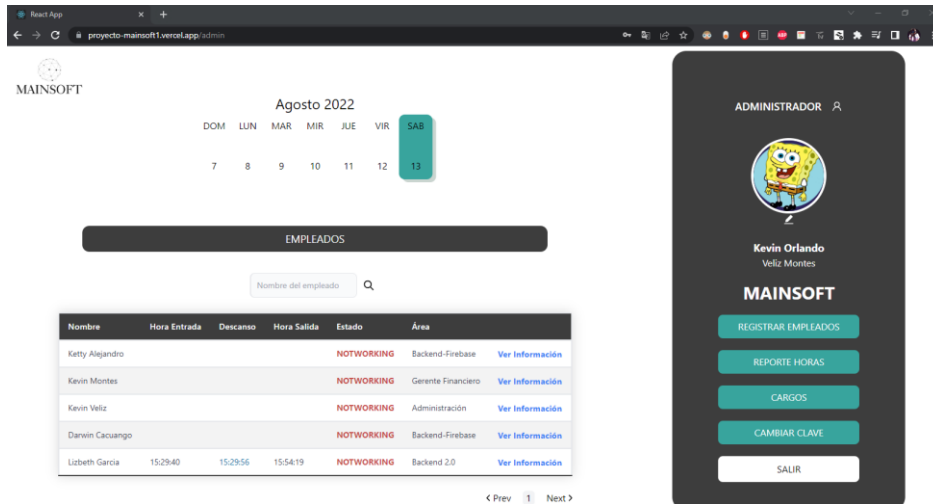 React App
proyecto-mainsoft1.vercel.app/admin
MAINSOFT
Agosto 2022
DOM LUN MAR MIR JUE VIR SAB
7 8 9 10 11 12 13
EMPLEADOS
Nombre del empleado
Nombre Hora Entrada Descanso Hora Salida Estado Área
Ketty Alejandro NOTWORKING Backend-Firebase Ver Información
Kevin Montes NOTWORKING Gerente Financiero Ver Información
Kevin Veliz NOTWORKING Administración Ver Información
Darwin Cacuango NOTWORKING Backend-Firebase Ver Información
Lizbeth Garcia 15:29:40 15:29:56 15:54:19 NOTWORKING Backend 2.0 Ver Información
Prev 1 Next
ADMINISTRADOR
Kevin Orlando
Veliz Montes
MAINSOFT
REGISTRAR EMPLEADOS
REPORTE HORAS
CARGOS
CAMBIAR CLAVE
SALIR